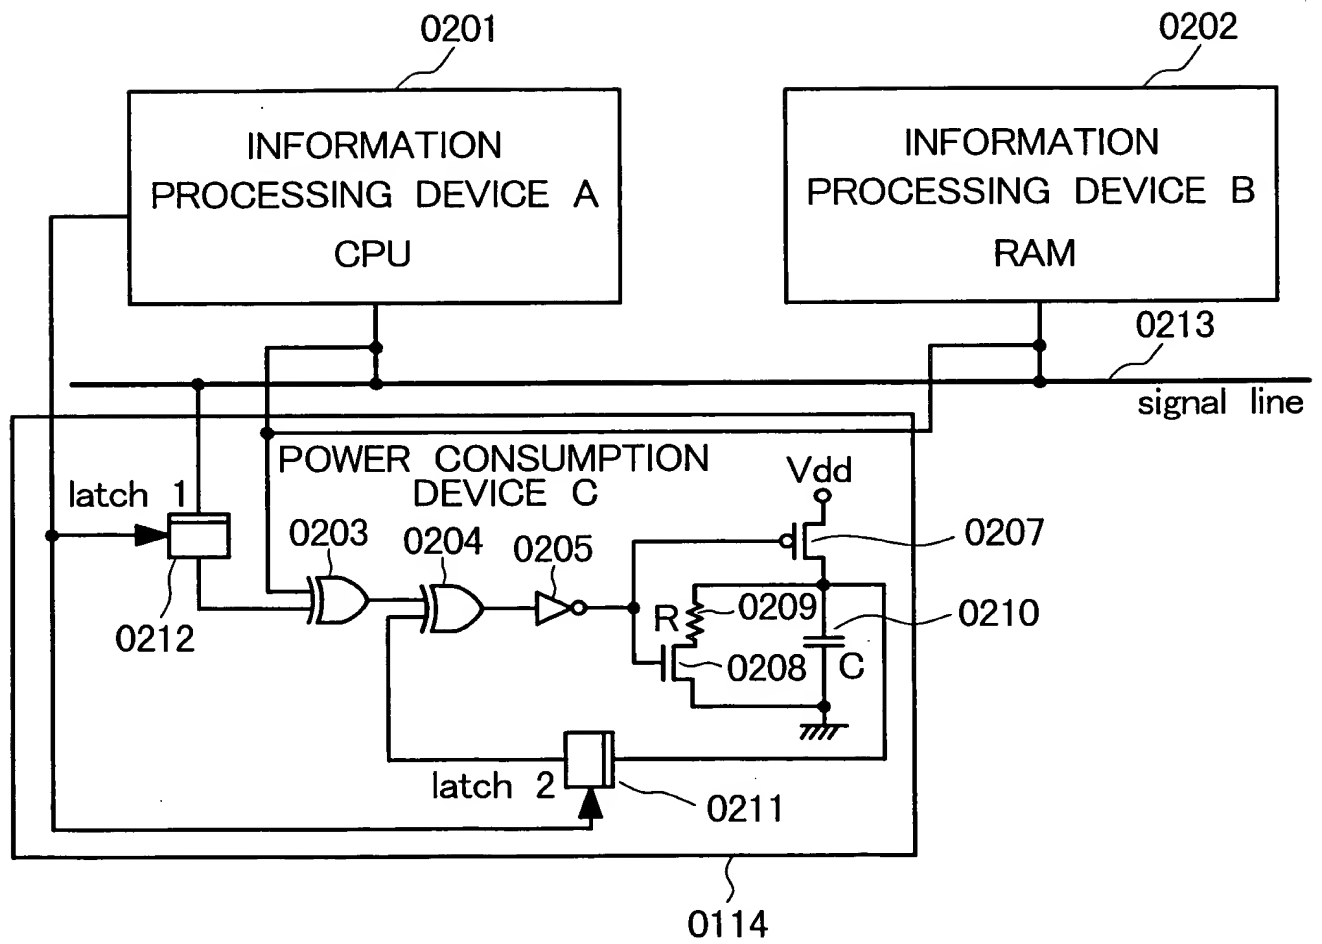 0201
0202
INFORMATION
PROCESSING DEVICE A
CPU
INFORMATION
PROCESSING DEVICE B
RAM
0213
signal line
POWER CONSUMPTION
DEVICE C
Vdd
latch 1
0203
0204
0205
0207
0209
0210
R
0208
C
0212
latch 2
0211
0114